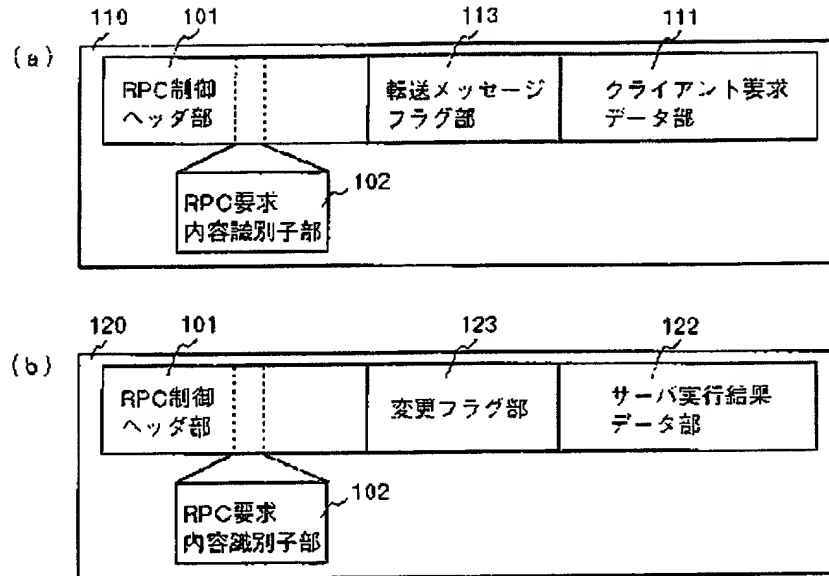 110 101 113 111
(a)
RPC制御 転送メッセージ クライアント要求
ヘッダ部 フラグ部 データ部
102
RPC要求
内容識別子部
120 101 123 122
(b)
RPC制御 変更フラグ部 サーバ実行結果
ヘッダ部 データ部
102
RPC要求
内容識別子部